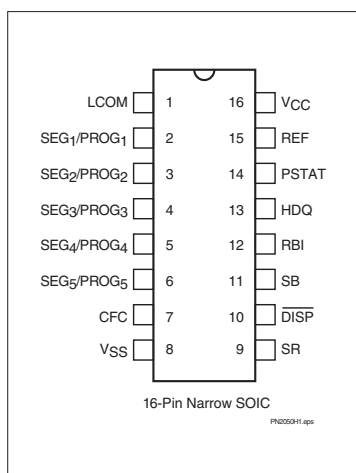 LCOM 1 16 VCC
SEG1/PROG1 2 15 REF
SEG2/PROG2 3 14 PSTAT
SEG3/PROG3 4 13 HDQ
SEG4/PROG4 5 12 RBI
SEG5/PROG5 6 11 SB
CFC 7 10 DISP
VSS 8 9 SR
16-Pin Narrow SOIC
PN2050H1.eps